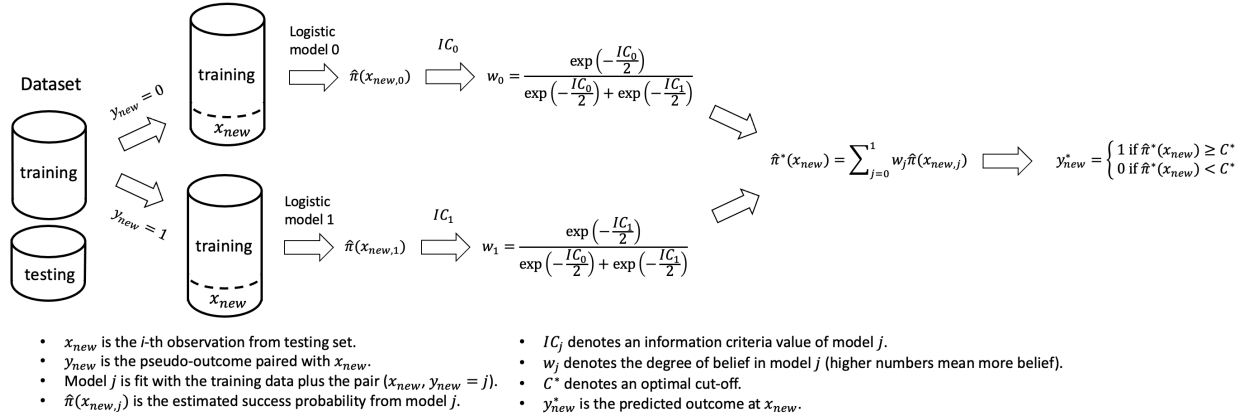 Dataset
training
testing
y_new = 0
y_new = 1
training
x_new
Logistic
model 0
π̂(x_new,0)
IC_0
w_0 = exp(−IC_0/2) / (exp(−IC_0/2) + exp(−IC_1/2))
training
x_new
Logistic
model 1
π̂(x_new,1)
IC_1
w_1 = exp(−IC_1/2) / (exp(−IC_0/2) + exp(−IC_1/2))
π̂*(x_new) = ∑_{j=0}^{1} w_j π̂(x_new,j)
y*_new = { 1 if π̂*(x_new) ≥ C*
0 if π̂*(x_new) < C*
• x_new is the i-th observation from testing set.
• y_new is the pseudo-outcome paired with x_new.
• Model j is fit with the training data plus the pair (x_new, y_new = j).
• π̂(x_new,j) is the estimated success probability from model j.
• IC_j denotes an information criteria value of model j.
• w_j denotes the degree of belief in model j (higher numbers mean more belief).
• C* denotes an optimal cut-off.
• y*_new is the predicted outcome at x_new.